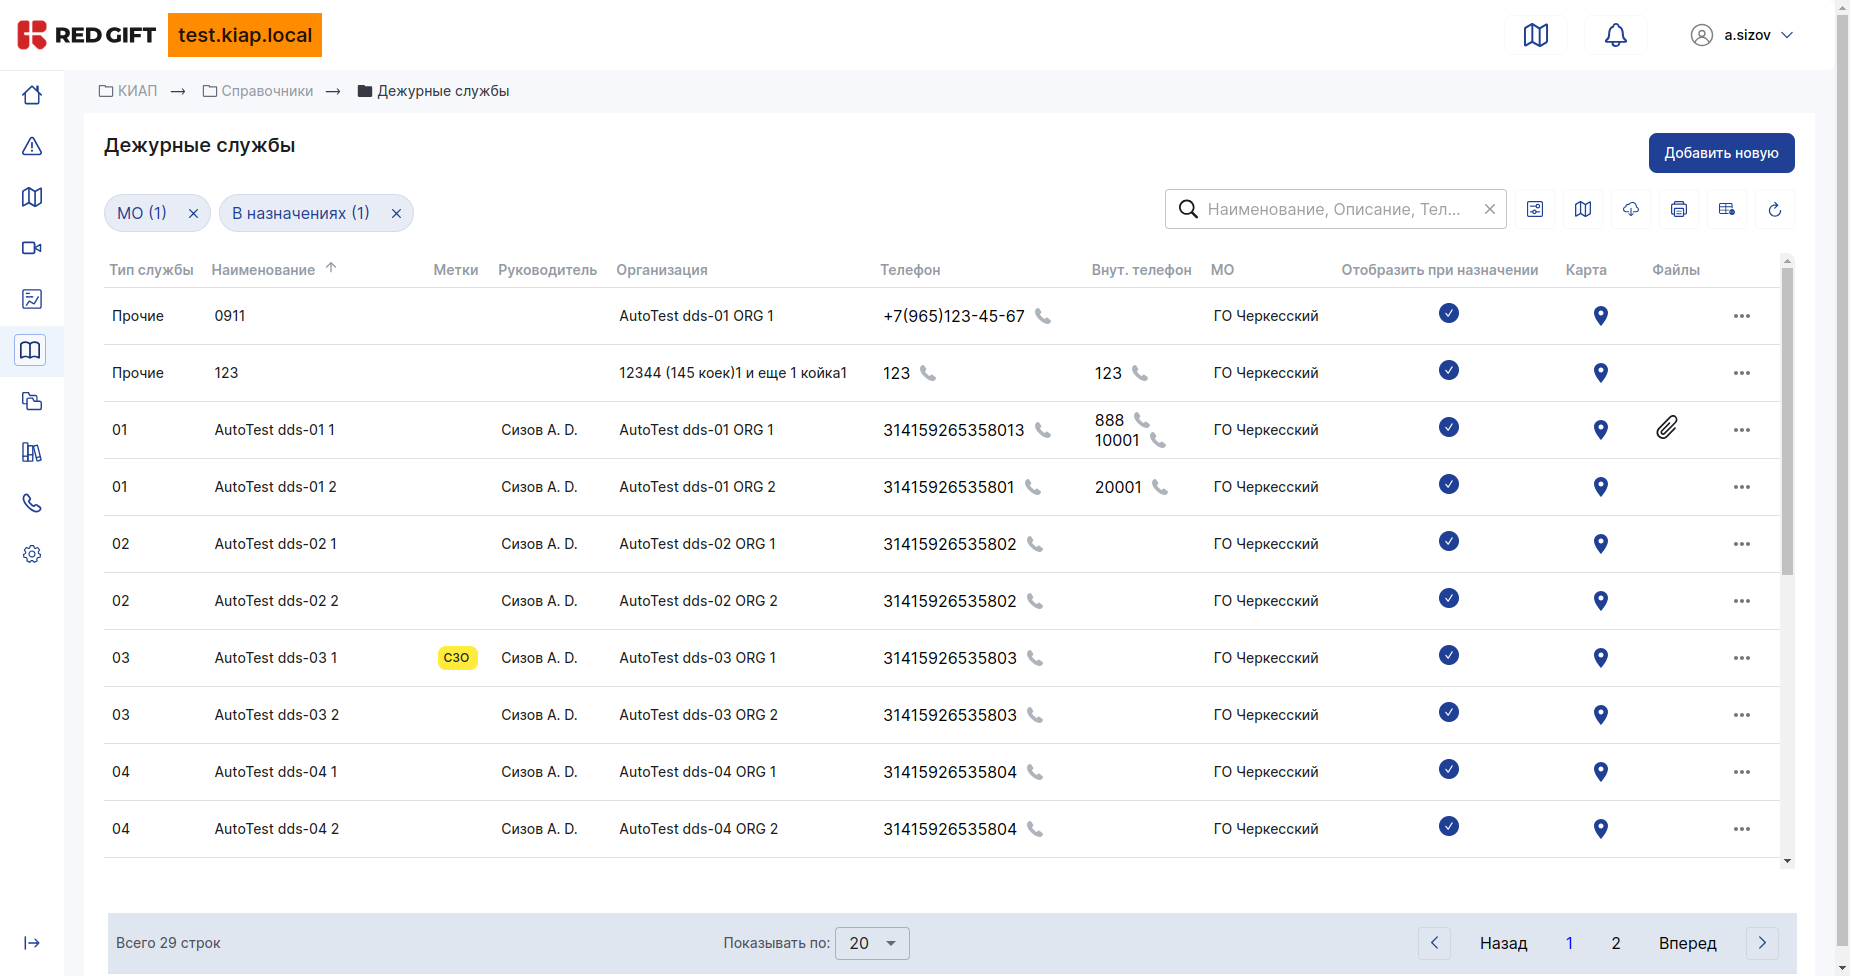 RED GIFT test.kiap.local a.sizov
КИАП → Справочники → Дежурные службы
Дежурные службы
Добавить новую
МО (1) × В назначениях (1) × Наименование, Описание, Тел... ×
Тип службы Наименование ↑ Метки Руководитель Организация Телефон Внут. телефон МО Отобразить при назначении Карта Файлы
Прочие 0911 AutoTest dds-01 ORG 1 +7(965)123-45-67 ГО Черкесский
Прочие 123 12344 (145 коек)1 и еще 1 койка1 123 123 ГО Черкесский
01 AutoTest dds-01 1 Сизов A. D. AutoTest dds-01 ORG 1 314159265358013 888 10001 ГО Черкесский
01 AutoTest dds-01 2 Сизов A. D. AutoTest dds-01 ORG 2 31415926535801 20001 ГО Черкесский
02 AutoTest dds-02 1 Сизов A. D. AutoTest dds-02 ORG 1 31415926535802 ГО Черкесский
02 AutoTest dds-02 2 Сизов A. D. AutoTest dds-02 ORG 2 31415926535802 ГО Черкесский
03 AutoTest dds-03 1 СЗО Сизов A. D. AutoTest dds-03 ORG 1 31415926535803 ГО Черкесский
03 AutoTest dds-03 2 Сизов A. D. AutoTest dds-03 ORG 2 31415926535803 ГО Черкесский
04 AutoTest dds-04 1 Сизов A. D. AutoTest dds-04 ORG 1 31415926535804 ГО Черкесский
04 AutoTest dds-04 2 Сизов A. D. AutoTest dds-04 ORG 2 31415926535804 ГО Черкесский
Всего 29 строк Показывать по: 20 Назад 1 2 Вперед